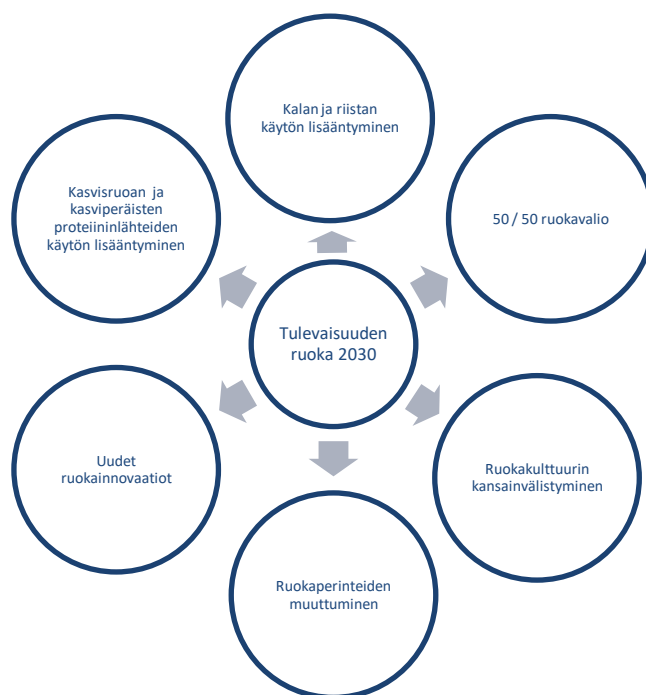 Kalan ja riistan
käytön lisääntyminen
50 / 50 ruokavalio
Ruokakulttuurin
kansainvälistyminen
Ruokaperinteiden
muuttuminen
Uudet
ruokainnovaatiot
Kasvisruoan ja
kasviperäisten
proteiininlähteiden
käytön lisääntyminen
Tulevaisuuden
ruoka 2030